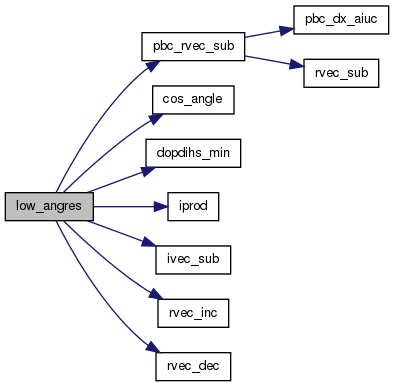 pbc_dx_aiuc
pbc_rvec_sub
rvec_sub
cos_angle
dopdihs_min
low_angres
iprod
ivec_sub
rvec_inc
rvec_dec